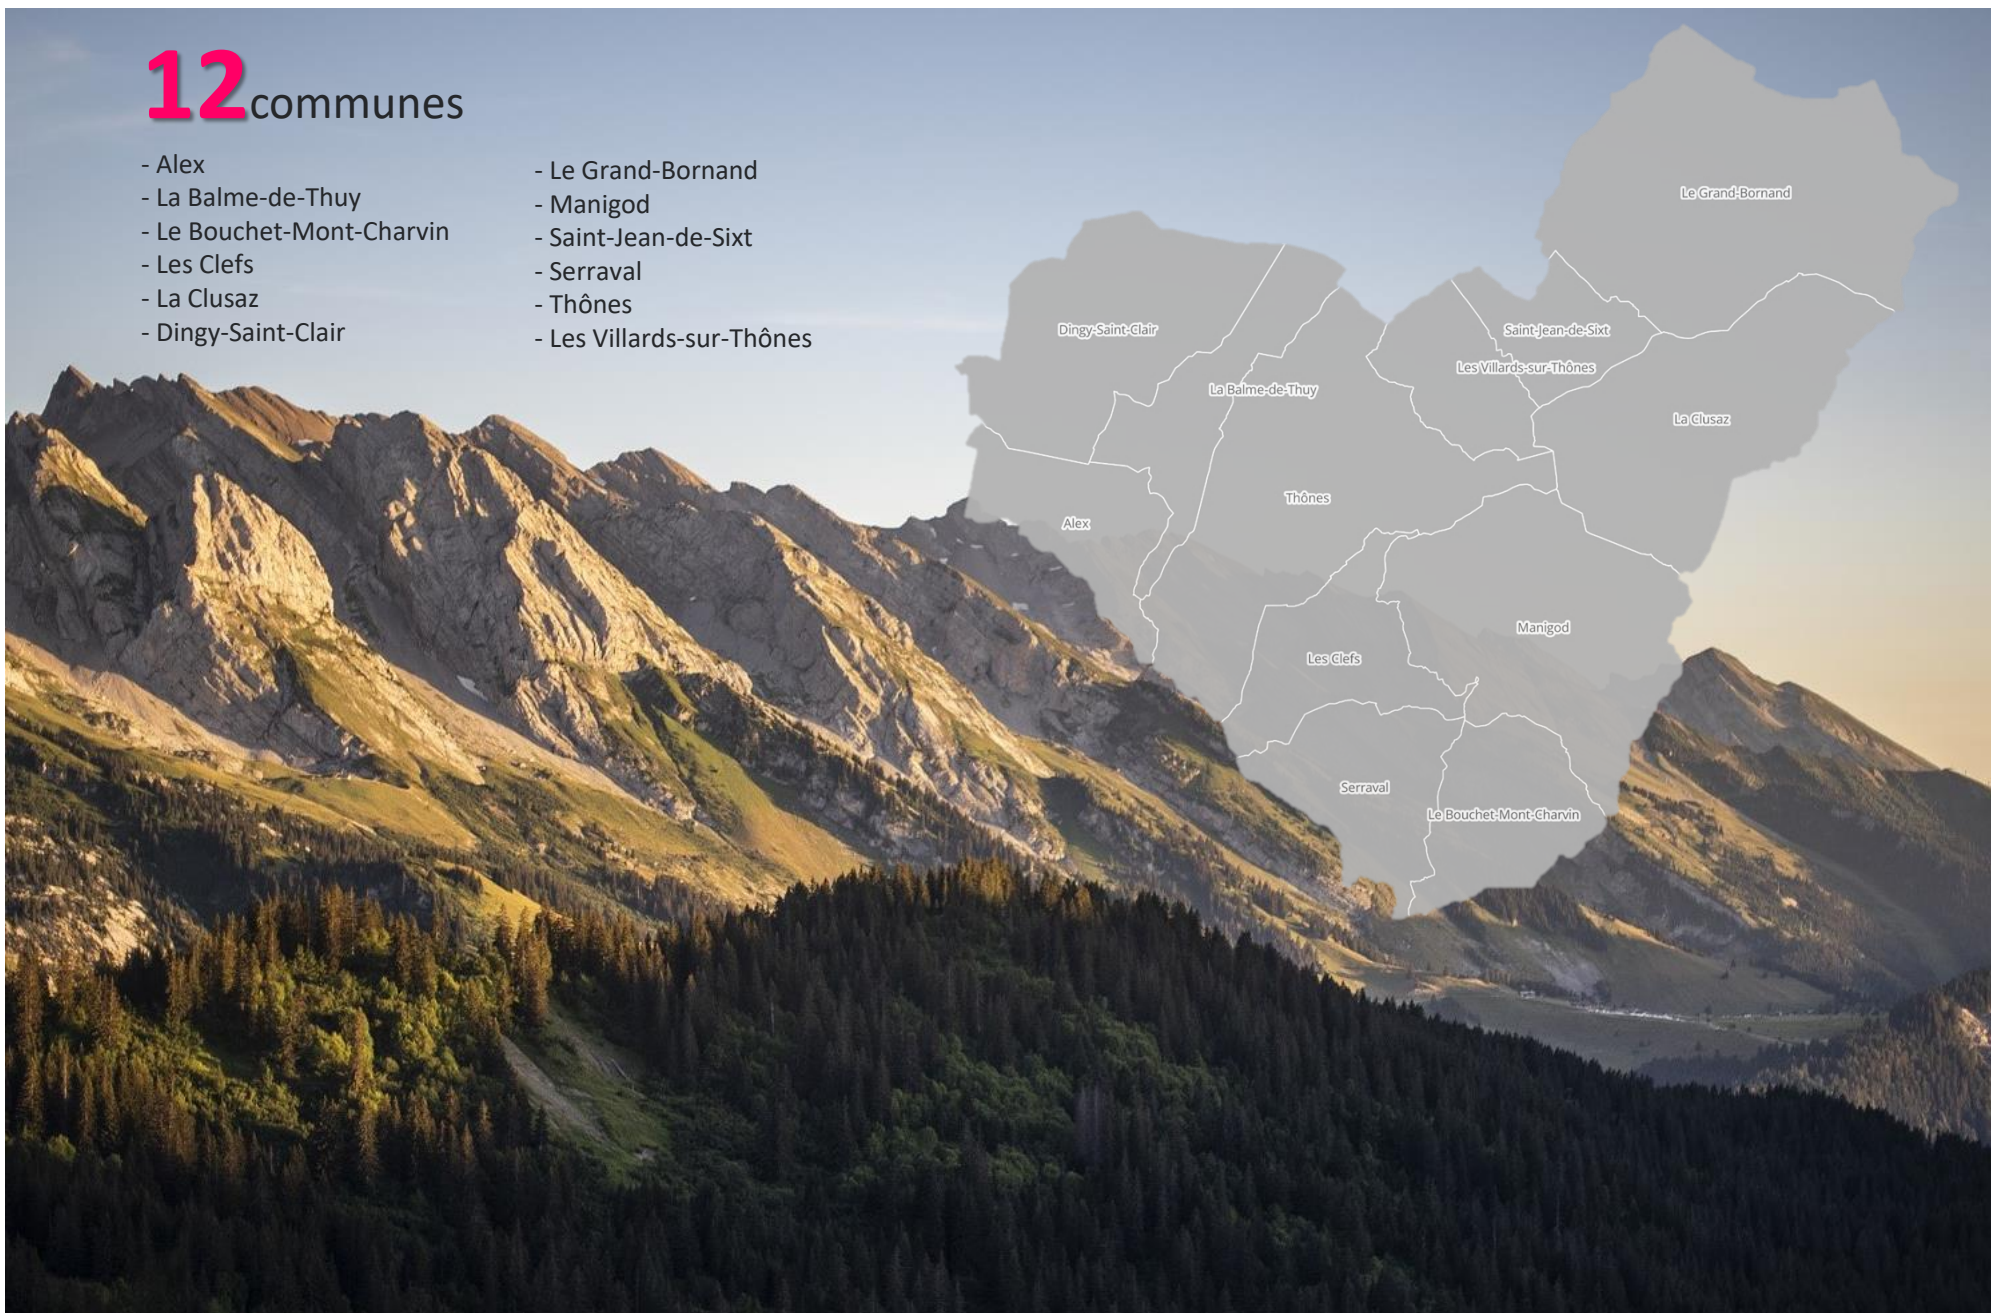 12 communes
- Alex
- La Balme-de-Thuy
- Le Bouchet-Mont-Charvin
- Les Clefs
- La Clusaz
- Dingy-Saint-Clair
- Le Grand-Bornand
- Manigod
- Saint-Jean-de-Sixt
- Serraval
- Thônes
- Les Villards-sur-Thônes
Le Grand-Bornand
Dingy-Saint-Clair
Saint-Jean-de-Sixt
Les Villards-sur-Thônes
La Balme-de-Thuy
La Clusaz
Thônes
Alex
Manigod
Les Clefs
Serraval
Le Bouchet-Mont-Charvin